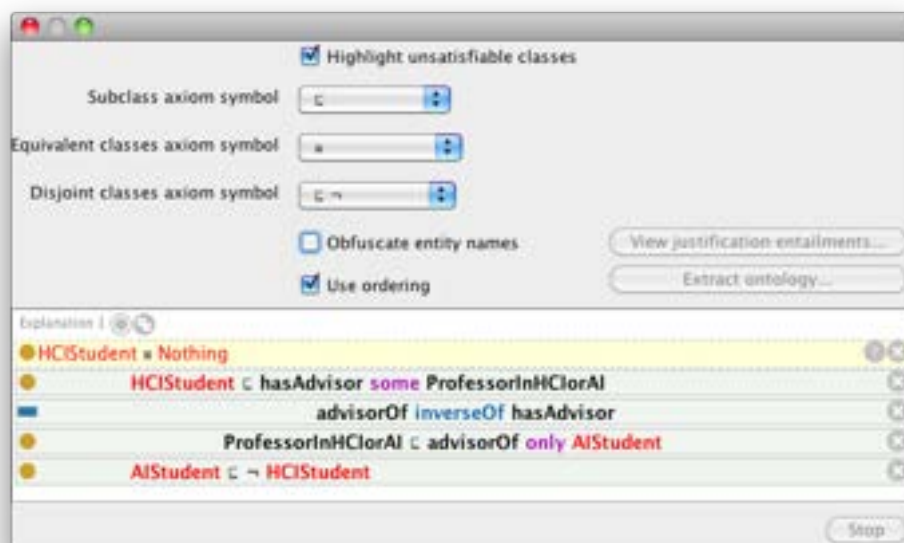 Highlight unsatisfiable classes
Subclass axiom symbol ⊑
Equivalent classes axiom symbol ≡
Disjoint classes axiom symbol ⊑ ¬
Obfuscate entity names
View justification entailments...
Use ordering
Extract ontology...
Explanation 1
HCIStudent ≡ Nothing
HCIStudent ⊑ hasAdvisor some ProfessorInHCIorAI
advisorOf inverseOf hasAdvisor
ProfessorInHCIorAI ⊑ advisorOf only AIStudent
AIStudent ⊑ ¬ HCIStudent
Stop